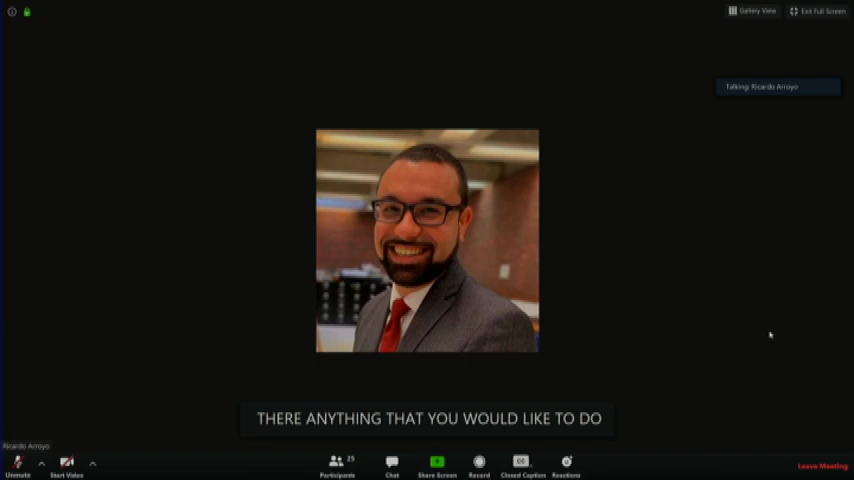 Gallery View
Exit Full Screen
Talking: Ricardo Arroyo
THERE ANYTHING THAT YOU WOULD LIKE TO DO
Ricardo Arroyo
Unmute
Start Video
Participants
25
Chat
Share Screen
Record
CC
Closed Caption
Reactions
Leave Meeting